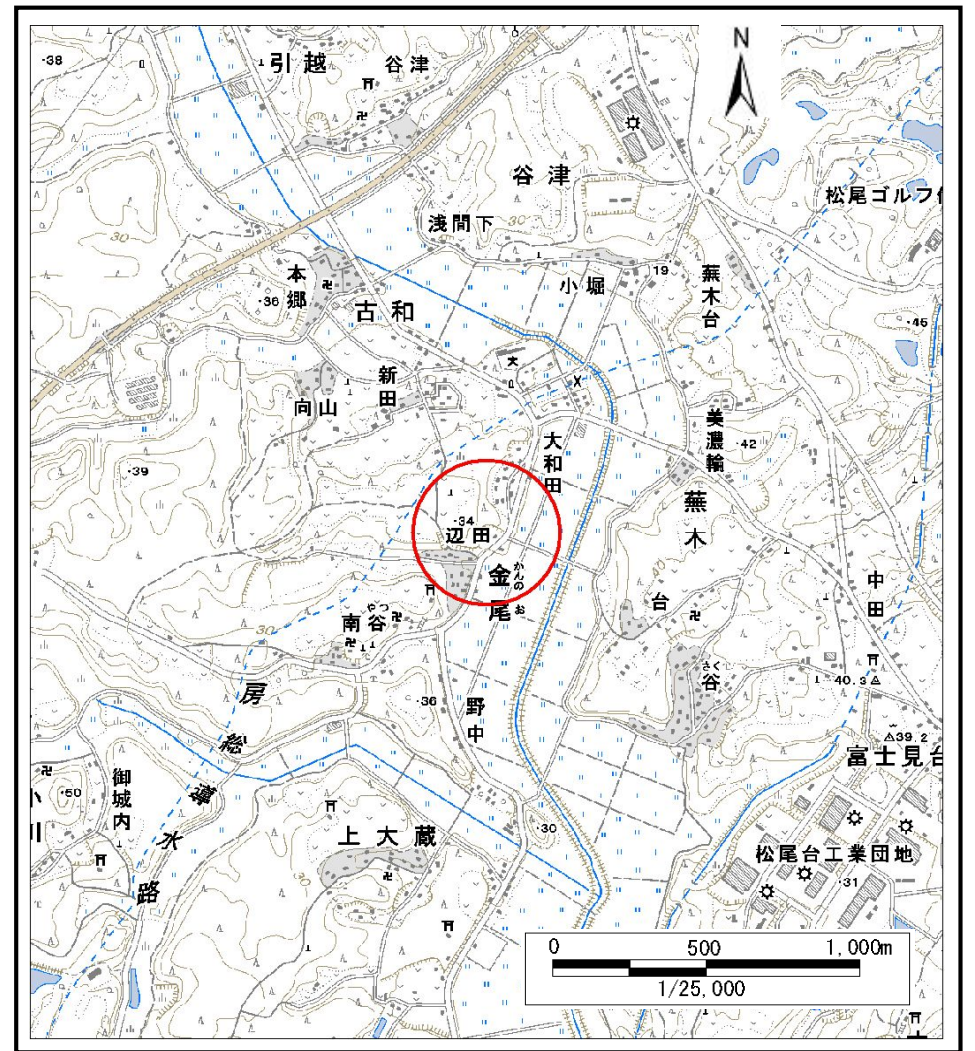 N
・38
引越
谷津
谷津
松尾ゴルフ
30
浅間下
30
小堀
19
蕪木台
本郷
・36
古和
・46
新田
向山
美濃輪
・42
大和田
・39
・34
辺田
蕪木
金尾
かんのお
40
中田
台
南谷
やつ
30
谷
さく
40.3
房総導水路
・36
野中
39.2
富士見台
御城内
・50
小川
・30
上大蔵
松尾台工業団地
・31
0 500 1,000m
1/25,000